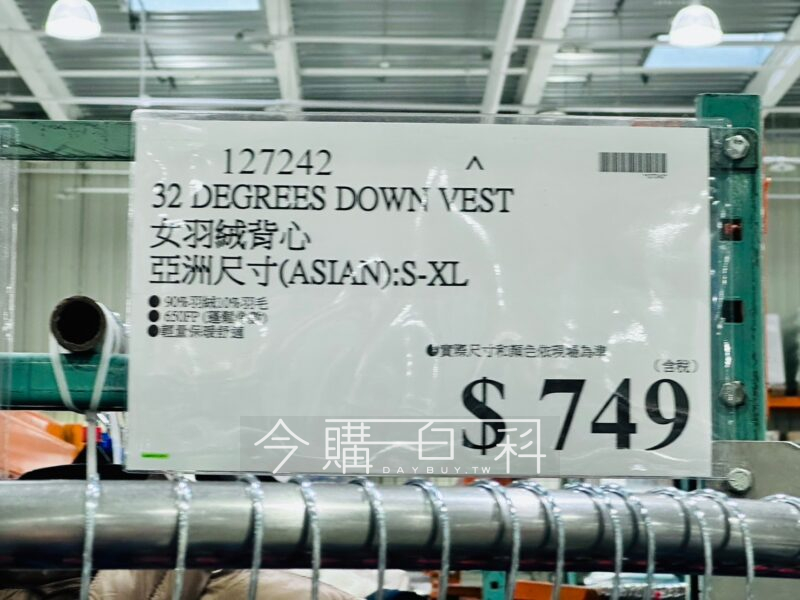 127242 ^
32 DEGREES DOWN VEST
女羽絨背心
亞洲尺寸(ASIAN):S-XL
●90%羽絨10%羽毛
●650FP
●輕量保暖舒適
●實際尺寸和顏色依現場為準
(含稅)
$ 749
今購百科
DAYBUY.TW